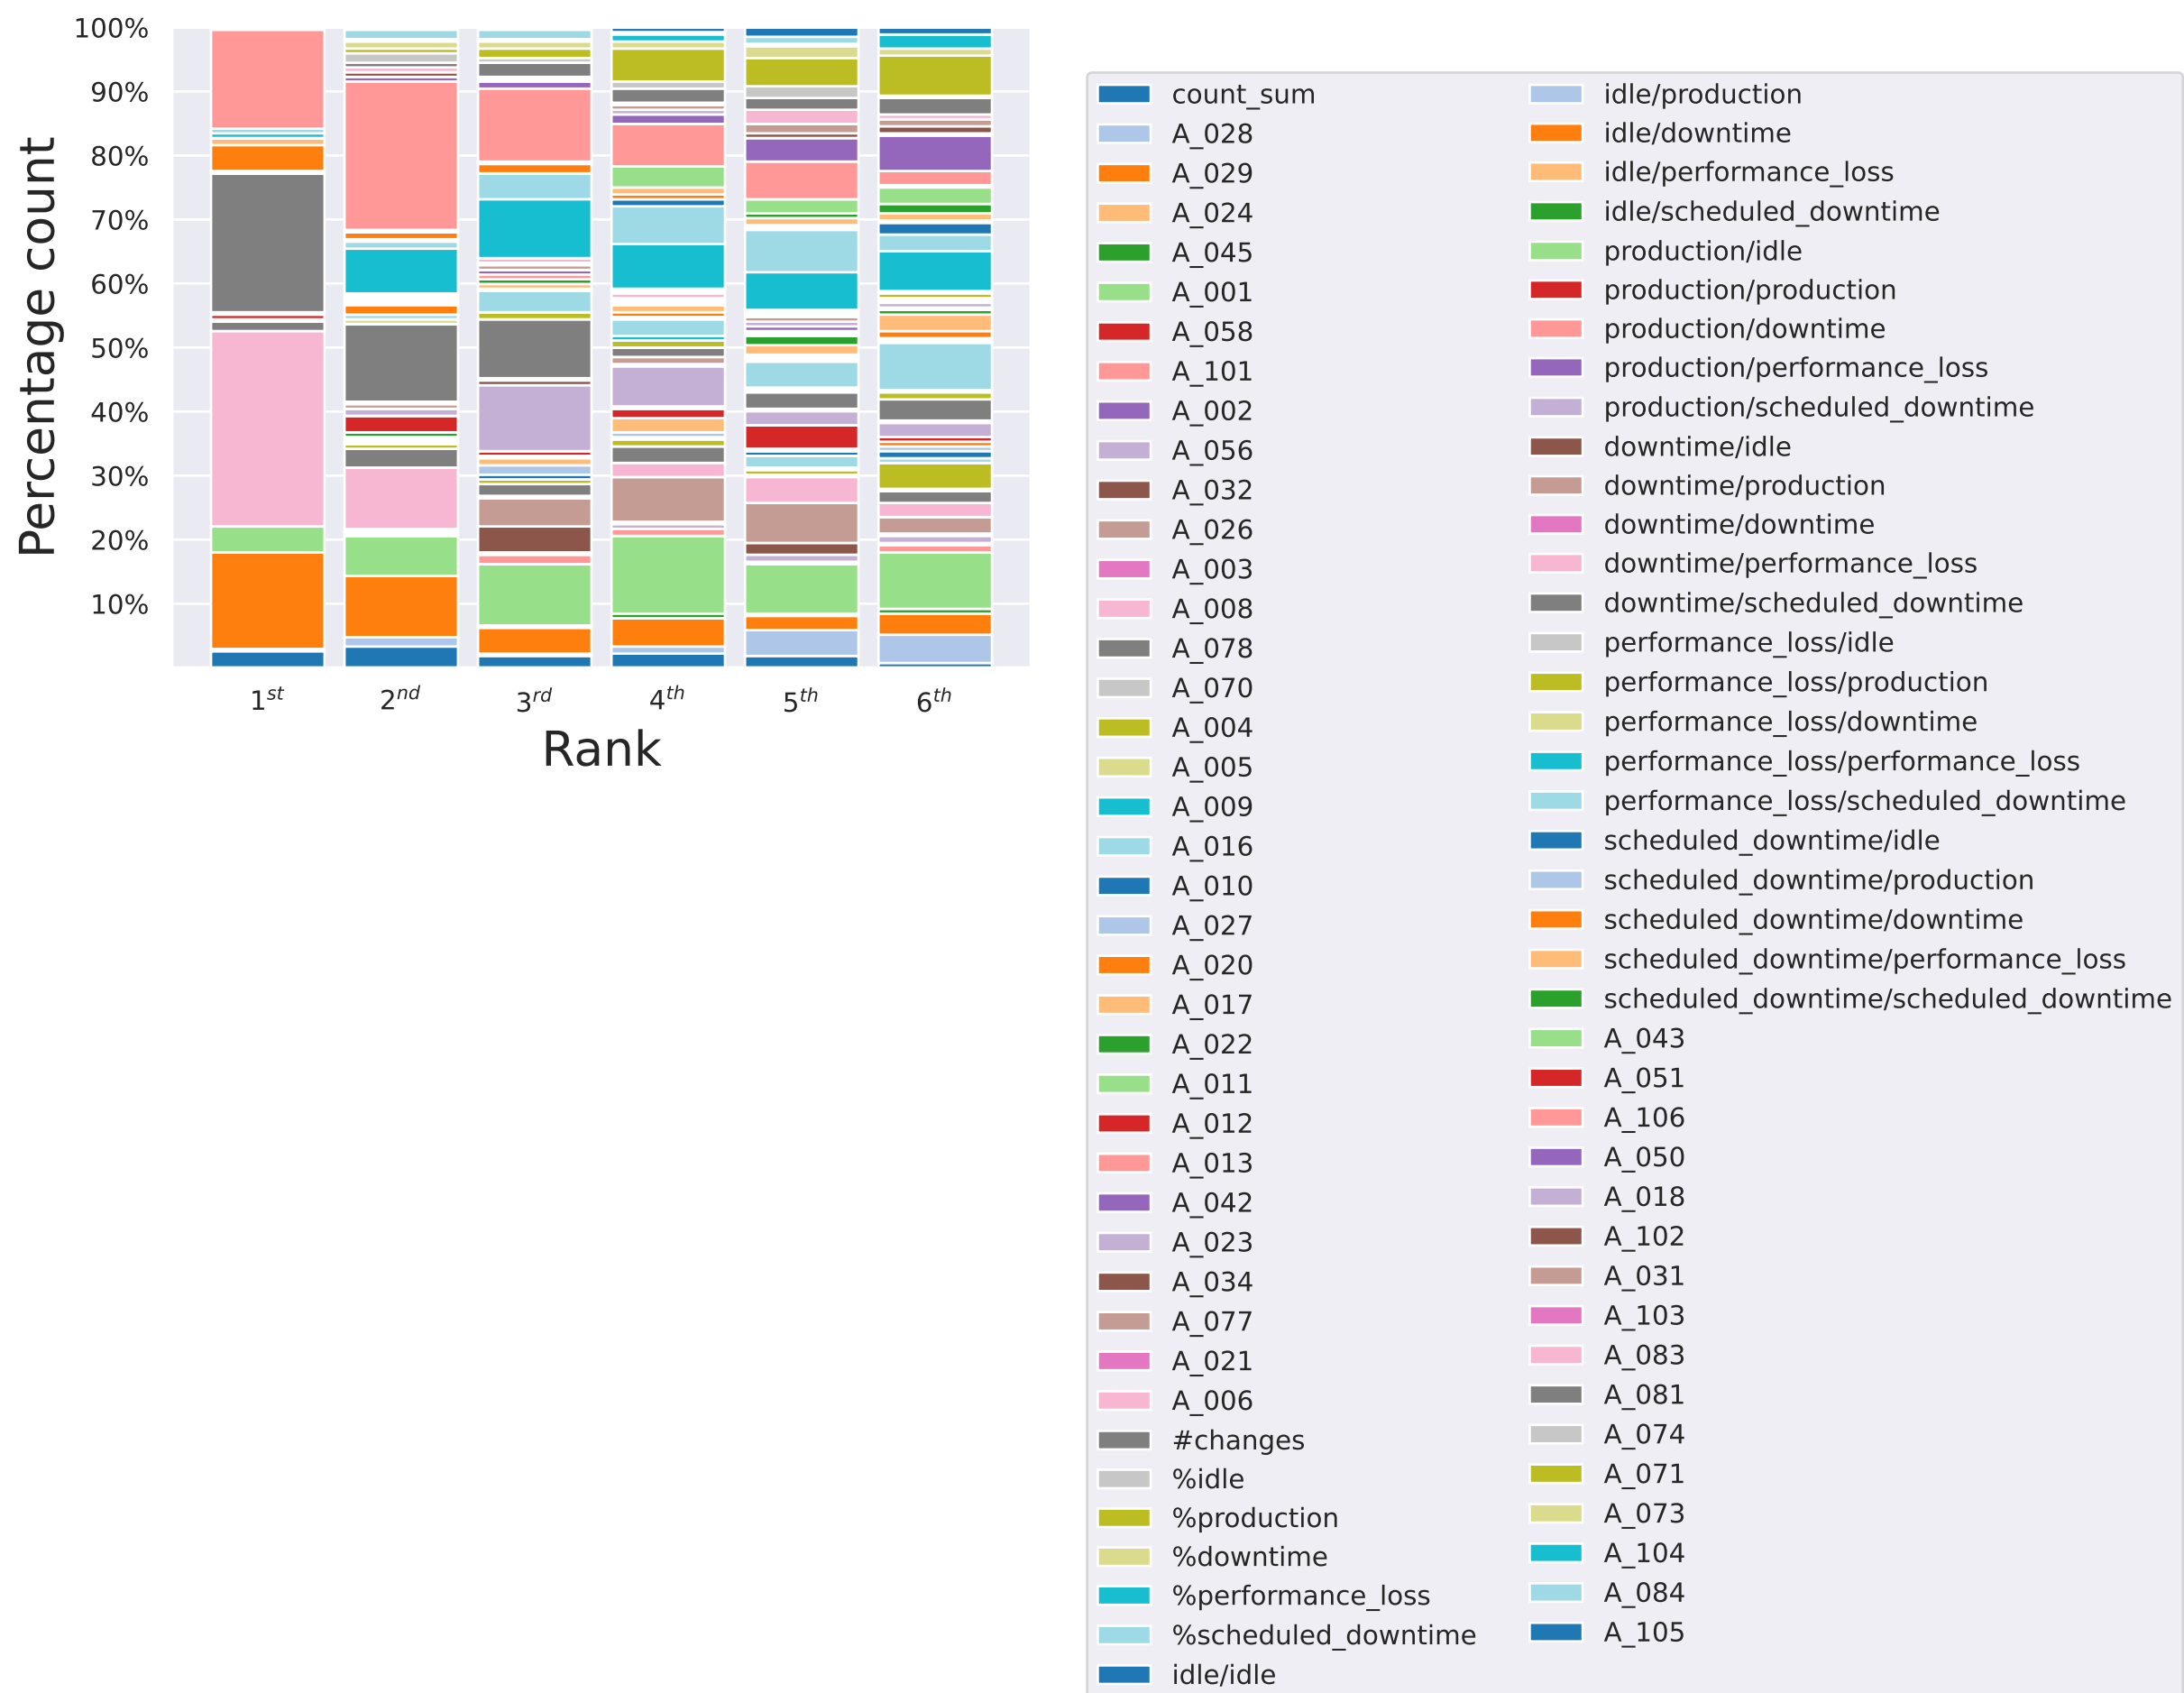 100%
90%
80%
70%
60%
50%
40%
30%
20%
10%
Percentage count
1st
2nd
3rd
4th
5th
6th
Rank
count_sum
A_028
A_029
A_024
A_045
A_001
A_058
A_101
A_002
A_056
A_032
A_026
A_003
A_008
A_078
A_070
A_004
A_005
A_009
A_016
A_010
A_027
A_020
A_017
A_022
A_011
A_012
A_013
A_042
A_023
A_034
A_077
A_021
A_006
#changes
%idle
%production
%downtime
%performance_loss
%scheduled_downtime
idle/idle
idle/production
idle/downtime
idle/performance_loss
idle/scheduled_downtime
production/idle
production/production
production/downtime
production/performance_loss
production/scheduled_downtime
downtime/idle
downtime/production
downtime/downtime
downtime/performance_loss
downtime/scheduled_downtime
performance_loss/idle
performance_loss/production
performance_loss/downtime
performance_loss/performance_loss
performance_loss/scheduled_downtime
scheduled_downtime/idle
scheduled_downtime/production
scheduled_downtime/downtime
scheduled_downtime/performance_loss
scheduled_downtime/scheduled_downtime
A_043
A_051
A_106
A_050
A_018
A_102
A_031
A_103
A_083
A_081
A_074
A_071
A_073
A_104
A_084
A_105